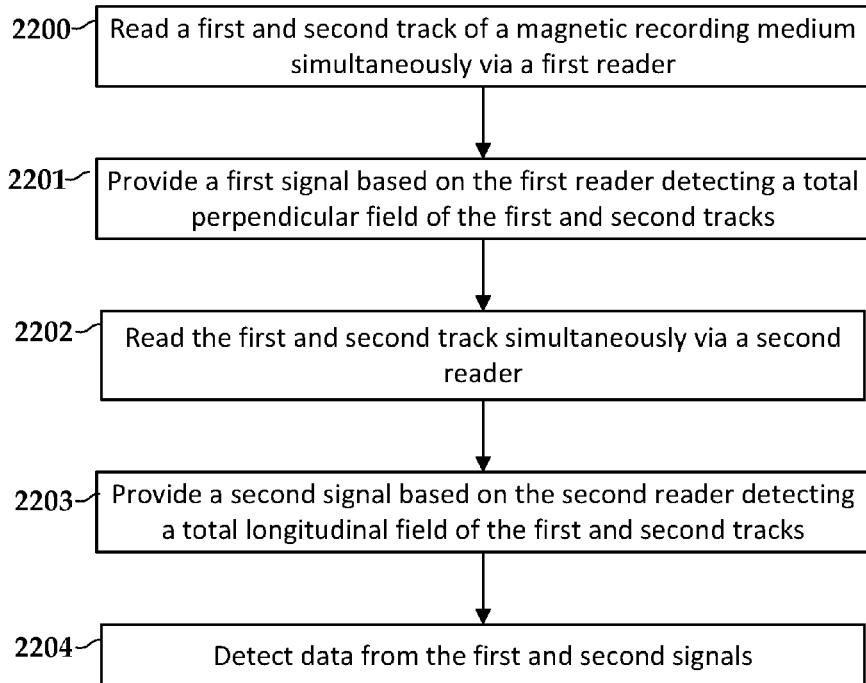 2200 Read a first and second track of a magnetic recording medium
simultaneously via a first reader
2201 Provide a first signal based on the first reader detecting a total
perpendicular field of the first and second tracks
2202 Read the first and second track simultaneously via a second
reader
2203 Provide a second signal based on the second reader detecting
a total longitudinal field of the first and second tracks
2204 Detect data from the first and second signals